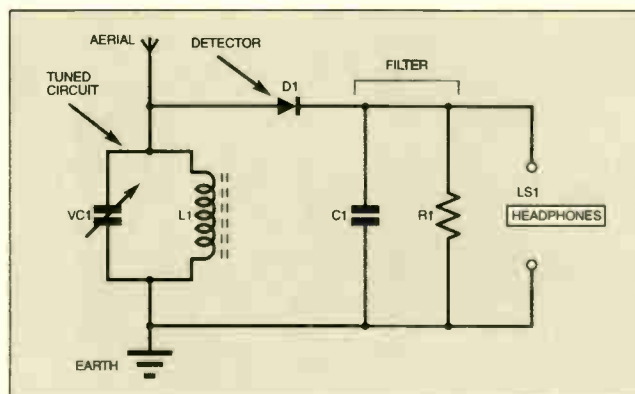 AERIAL
DETECTOR
FILTER
TUNED
CIRCUIT
D1
VC1
L1
C1
R1
LS1
HEADPHONES
EARTH